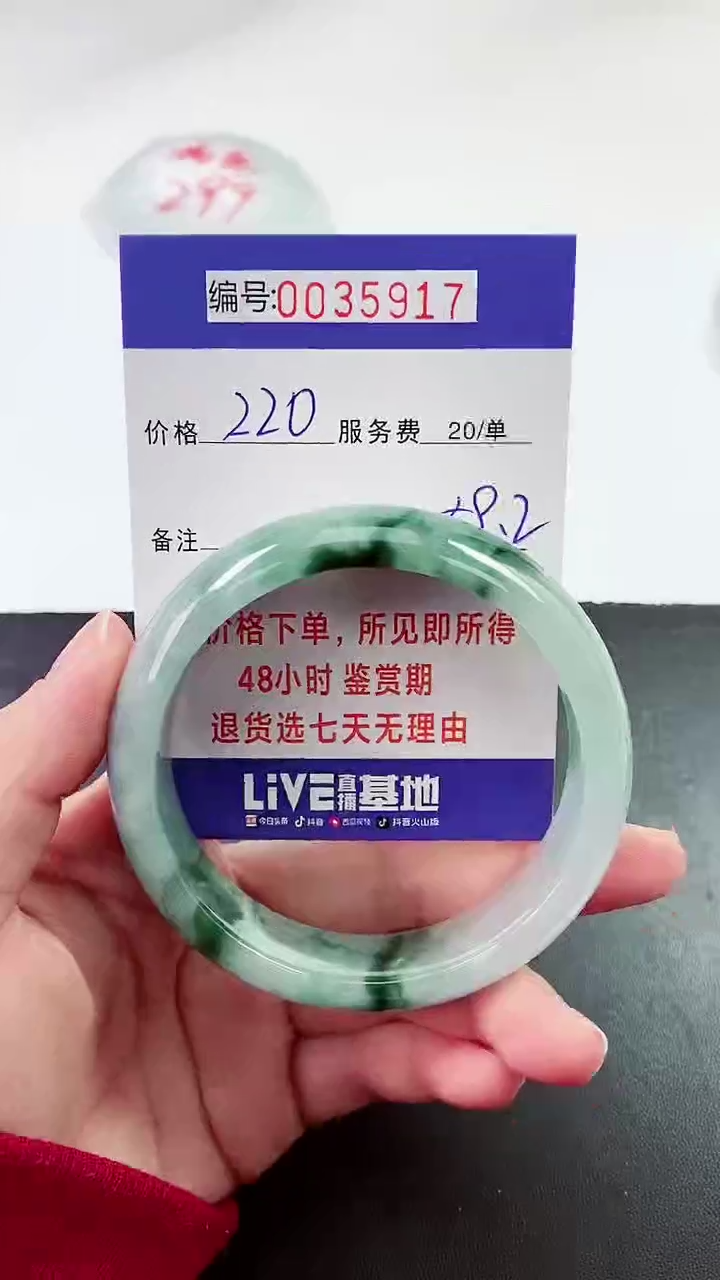 299
编号:0035917
价格 220 服务费 20/单
备注 8.2
价格下单，所见即所得
48小时 鉴赏期
退货选七天无理由
LiVE直播基地
今日头条 抖音 西瓜视频 抖音火山版